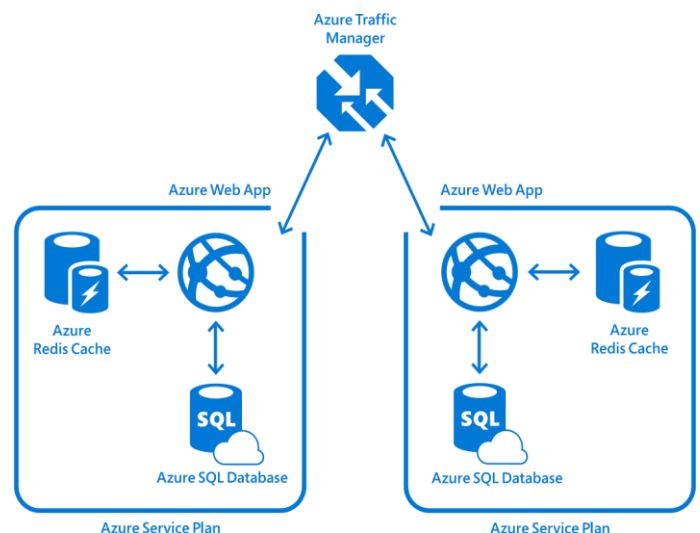 Azure Traffic
Manager
Azure Web App
Azure Web App
Azure
Redis Cache
Azure
Redis Cache
SQL
SQL
Azure SQL Database
Azure SQL Database
Azure Service Plan
Azure Service Plan